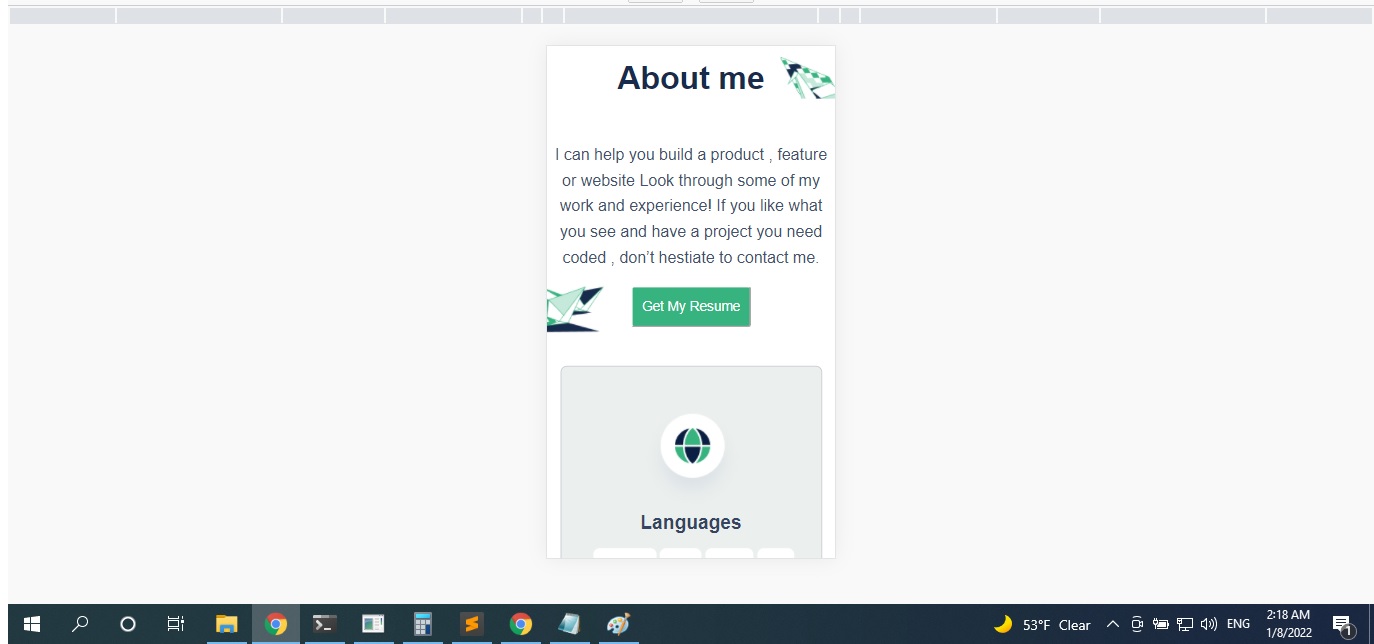 About me
I can help you build a product , feature
or website Look through some of my
work and experience! If you like what
you see and have a project you need
coded , don’t hestiate to contact me.
Get My Resume
Languages
53°F Clear
ENG
2:18 AM
1/8/2022
1